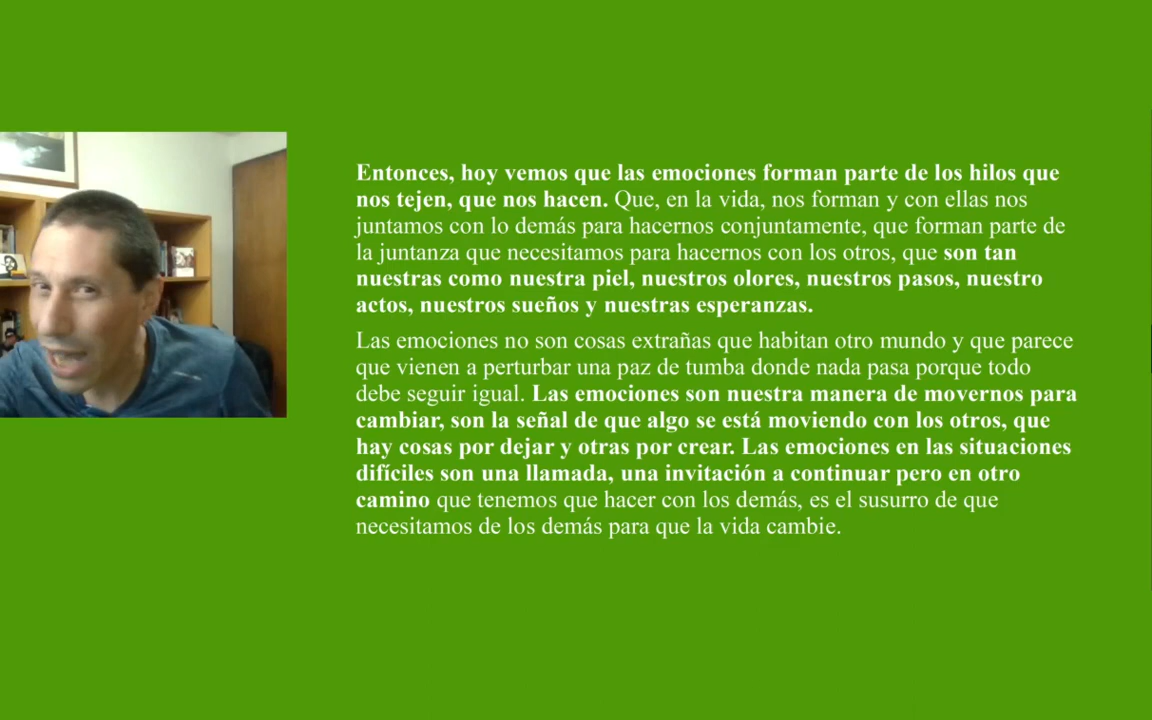 Entonces, hoy vemos que las emociones forman parte de los hilos que
nos tejen, que nos hacen. Que, en la vida, nos forman y con ellas nos
juntamos con lo demás para hacernos conjuntamente, que forman parte de
la juntanza que necesitamos para hacernos con los otros, que son tan
nuestras como nuestra piel, nuestros olores, nuestros pasos, nuestro
actos, nuestros sueños y nuestras esperanzas.
Las emociones no son cosas extrañas que habitan otro mundo y que parece
que vienen a perturbar una paz de tumba donde nada pasa porque todo
debe seguir igual. Las emociones son nuestra manera de movernos para
cambiar, son la señal de que algo se está moviendo con los otros, que
hay cosas por dejar y otras por crear. Las emociones en las situaciones
difíciles son una llamada, una invitación a continuar pero en otro
camino que tenemos que hacer con los demás, es el susurro de que
necesitamos de los demás para que la vida cambie.